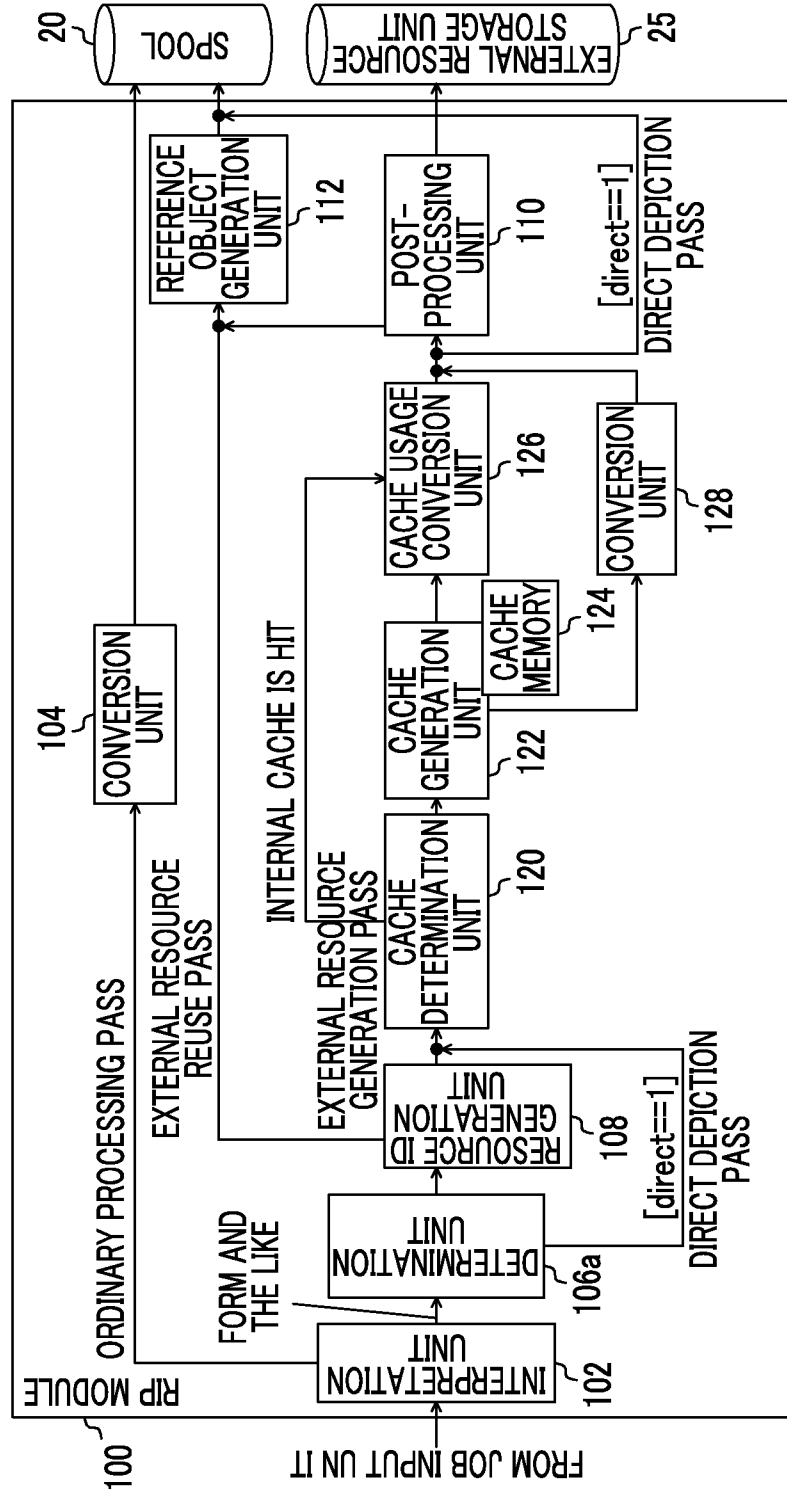 100
RIP MODULE
FROM JOB INPUT UN IT
INTERPRETATION
UNIT
102
FORM AND
THE LIKE
DETERMINATION
UNIT
106a
RESOURCE ID
GENERATION
UNIT
108
[direct==1]
DIRECT DEPICTION
PASS
ORDINARY PROCESSING PASS
CONVERSION
UNIT
104
EXTERNAL RESOURCE
REUSE PASS
EXTERNAL RESOURCE
GENERATION PASS
CACHE
DETERMINATION
UNIT
120
INTERNAL CACHE IS HIT
CACHE
GENERATION
UNIT
122
CACHE
MEMORY
124
CACHE USAGE
CONVERSION
UNIT
126
CONVERSION
UNIT
128
POST-
PROCESSING
UNIT
110
REFERENCE
OBJECT
GENERATION
UNIT
112
[direct==1]
DIRECT DEPICTION
PASS
SPOOL
20
EXTERNAL RESOURCE
STORAGE UNIT
25